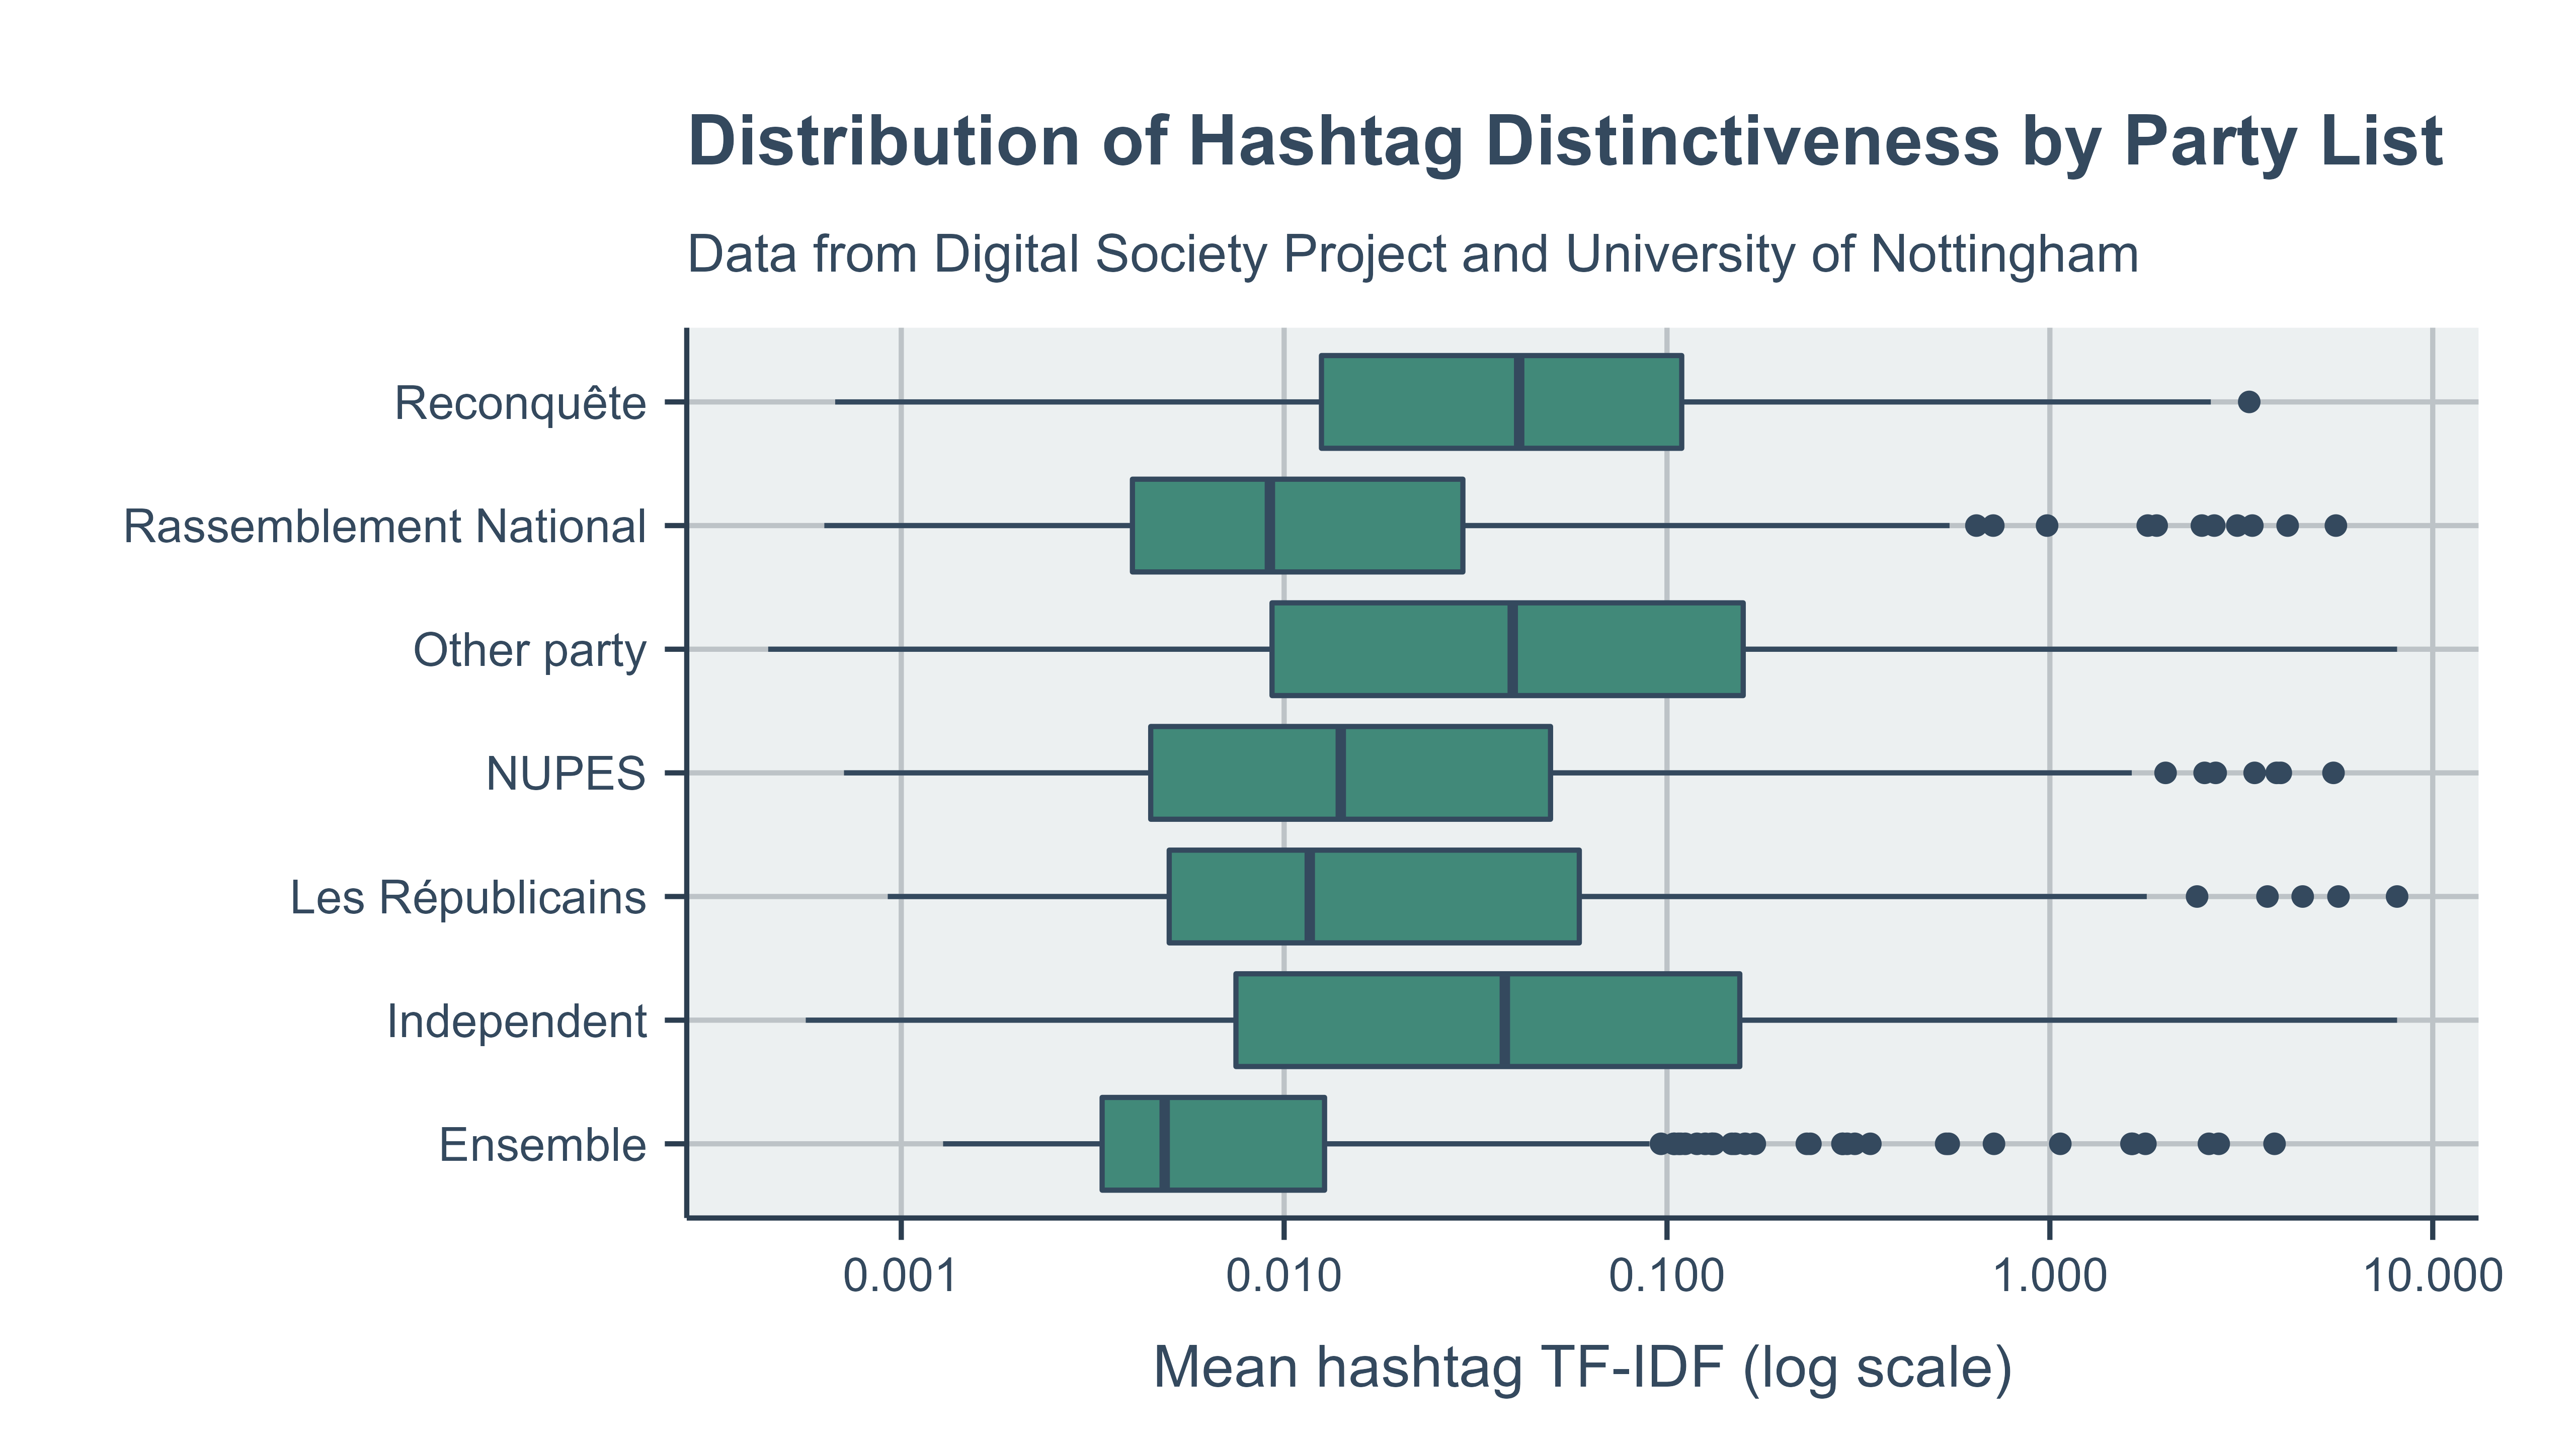 Distribution of Hashtag Distinctiveness by Party List
Data from Digital Society Project and University of Nottingham
Reconquête
Rassemblement National
Other party
NUPES
Les Républicains
Independent
Ensemble
0.001 0.010 0.100 1.000 10.000
Mean hashtag TF-IDF (log scale)